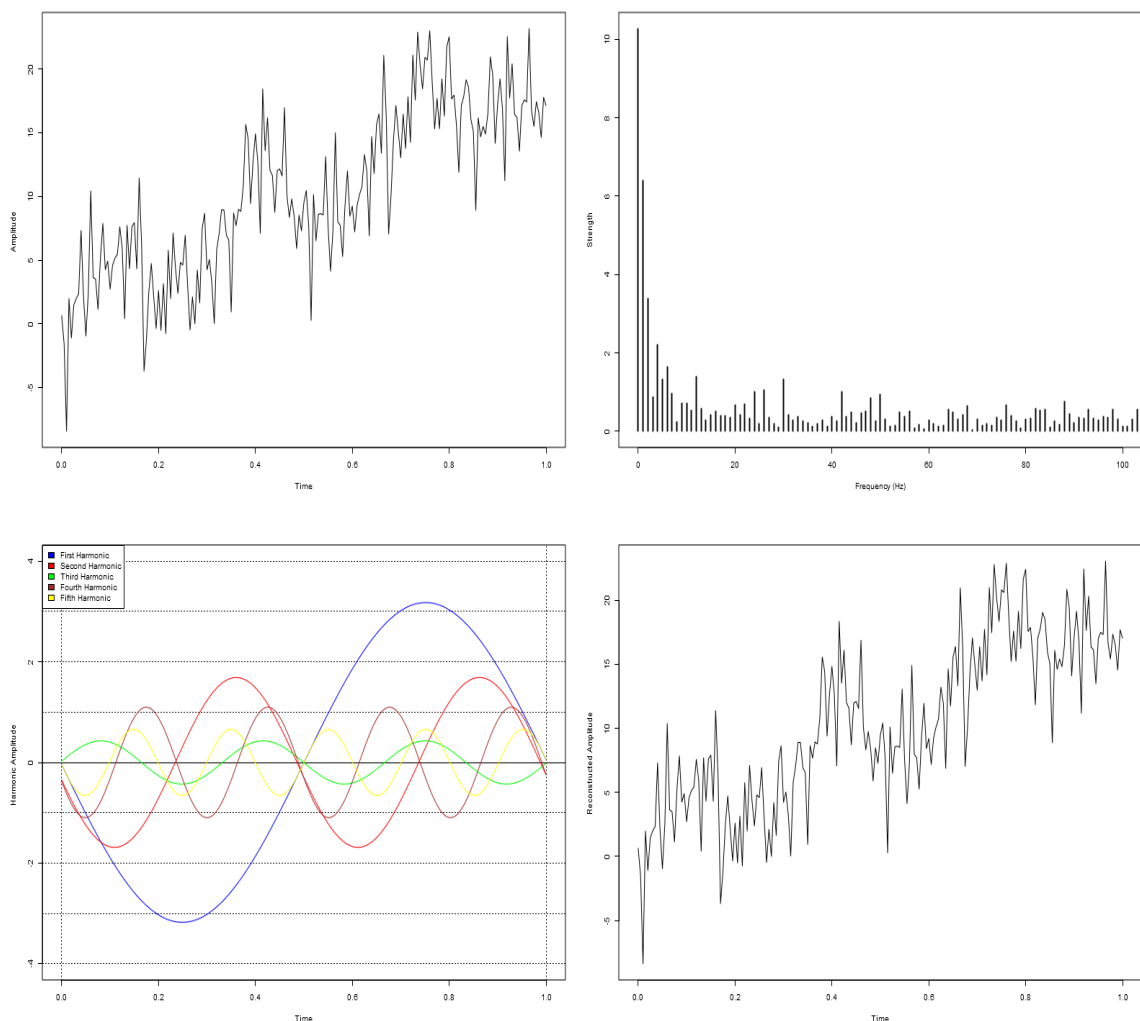 Amplitude
20
15
10
5
0
-5
0.0 0.2 0.4 0.6 0.8 1.0
Time
Strength
10
8
6
4
2
0
0 20 40 60 80 100
Frequency (Hz)
Harmonic Amplitude
4
2
0
-2
-4
First Harmonic
Second Harmonic
Third Harmonic
Fourth Harmonic
Fifth Harmonic
0.0 0.2 0.4 0.6 0.8 1.0
Time
Reconstructed Amplitude
20
15
10
5
0
-5
0.0 0.2 0.4 0.6 0.8 1.0
Time